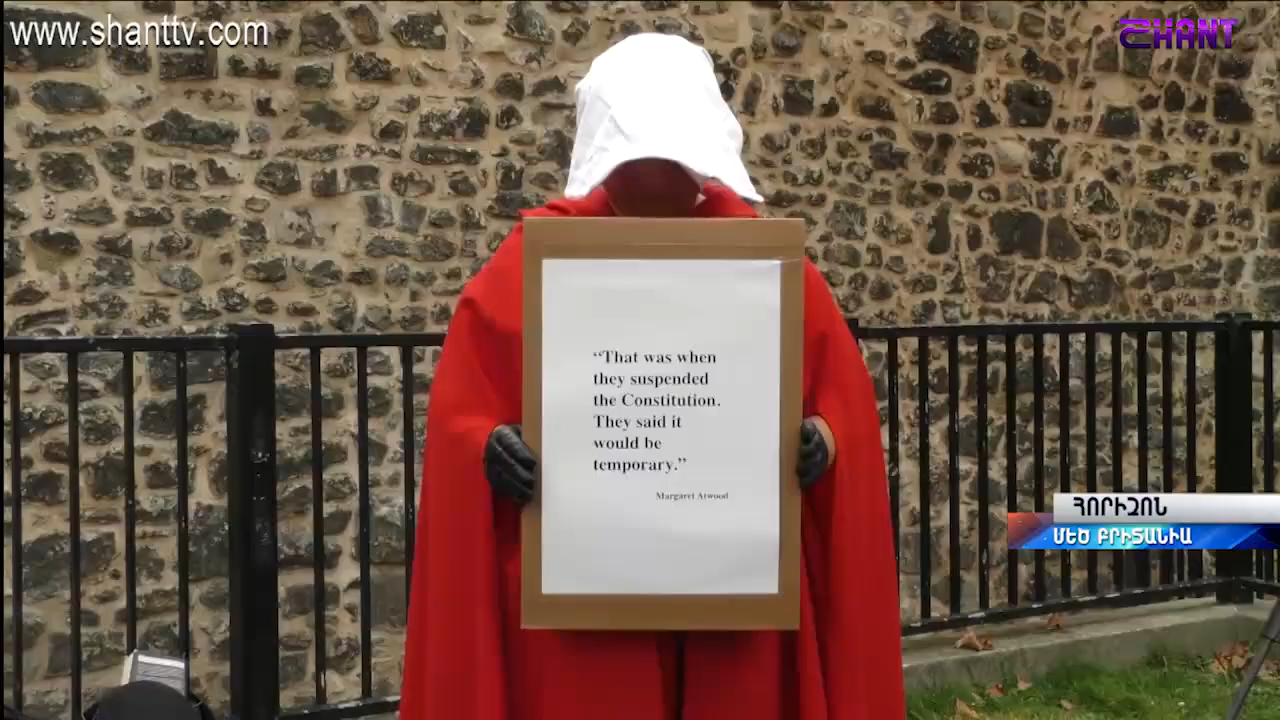 www.shanttv.com
SHANT
“That was when
they suspended
the Constitution.
They said it
would be
temporary.”
Margaret Atwood
ՀՈՐԻԶՈՆ
ՄԵԾ ԲՐԻՏԱՆԻԱ